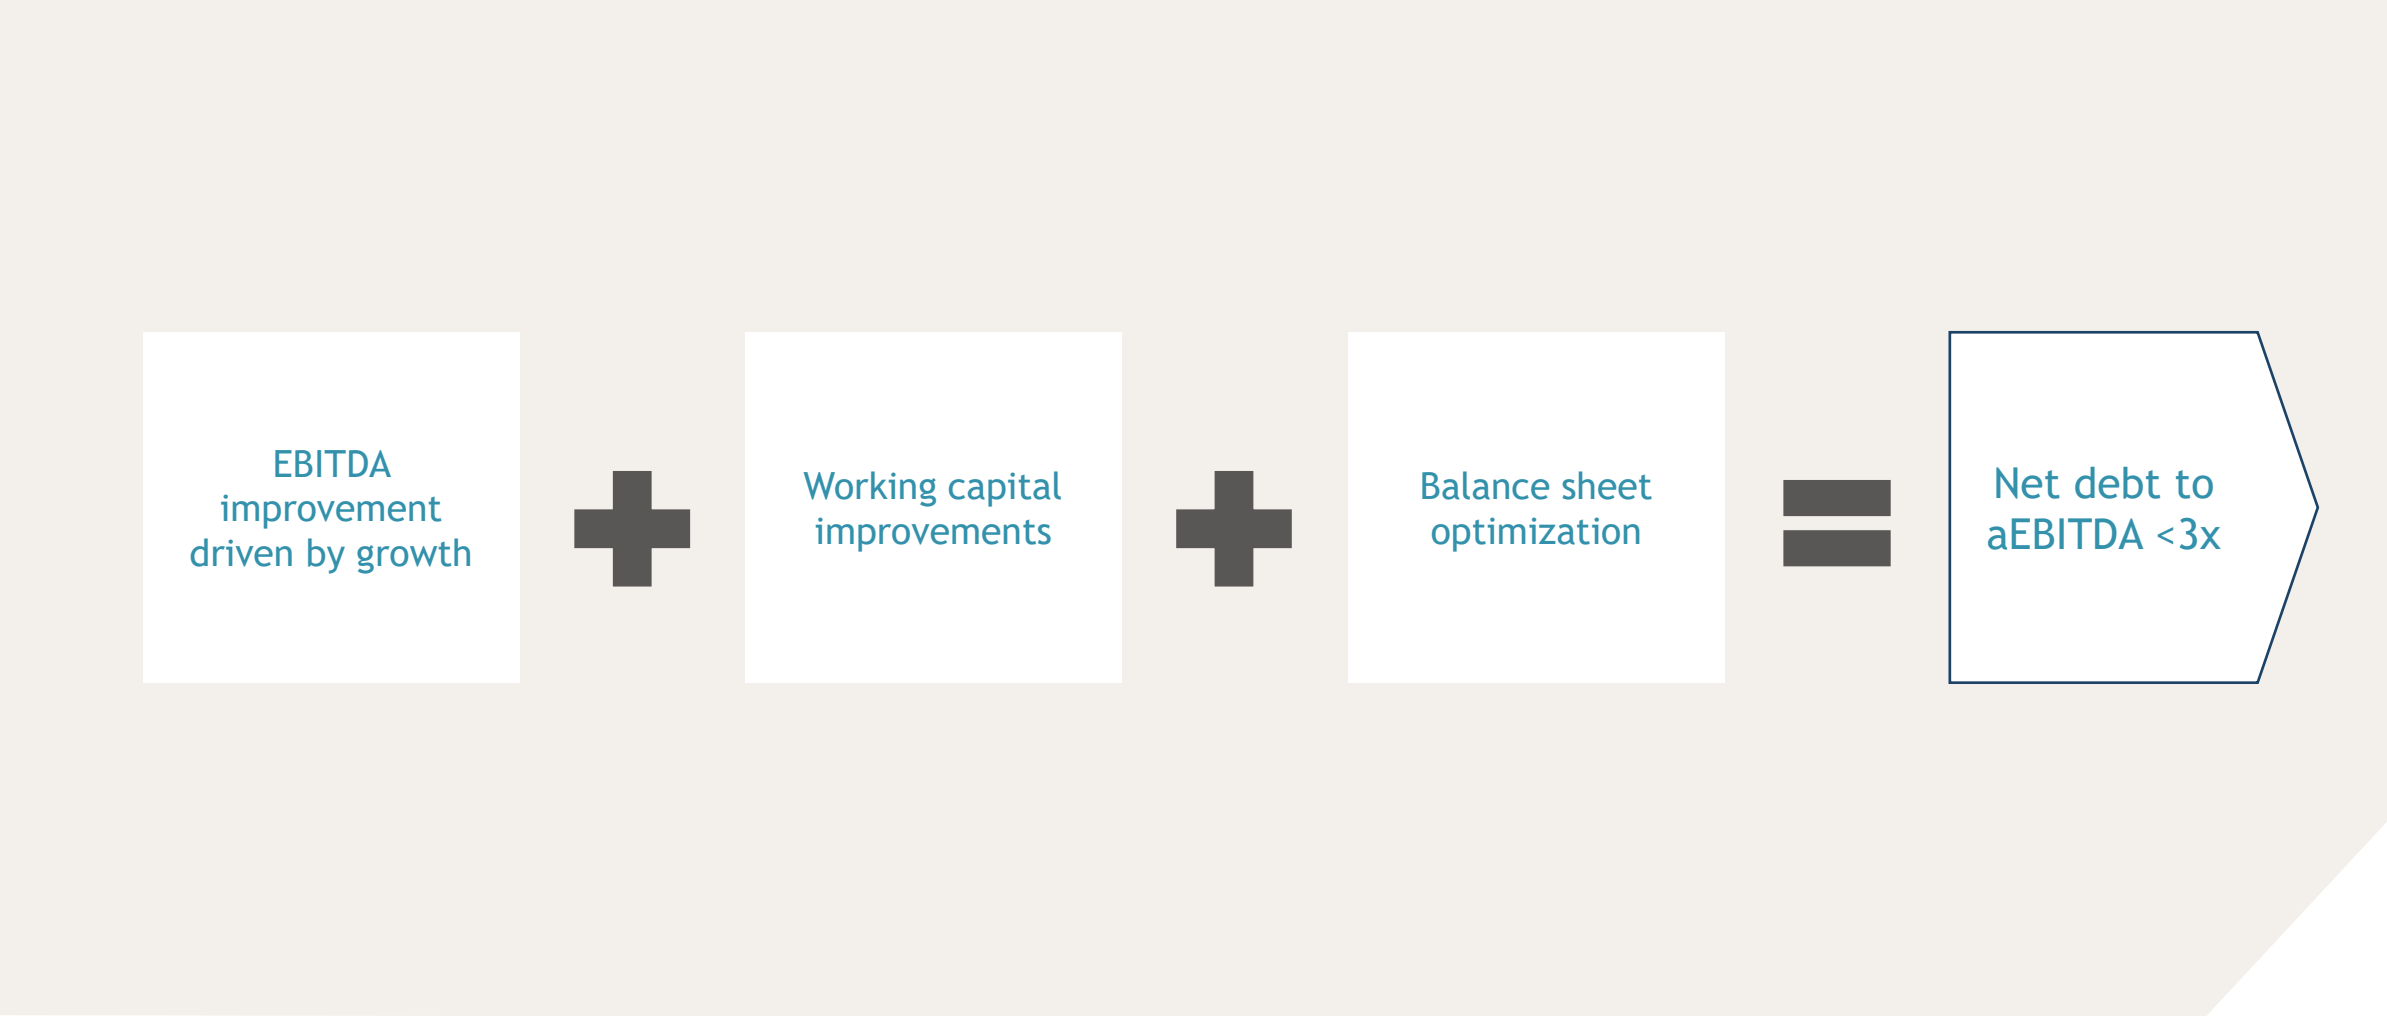 EBITDA
improvement
driven by growth
Working capital
improvements
Balance sheet
optimization
Net debt to
aEBITDA <3x